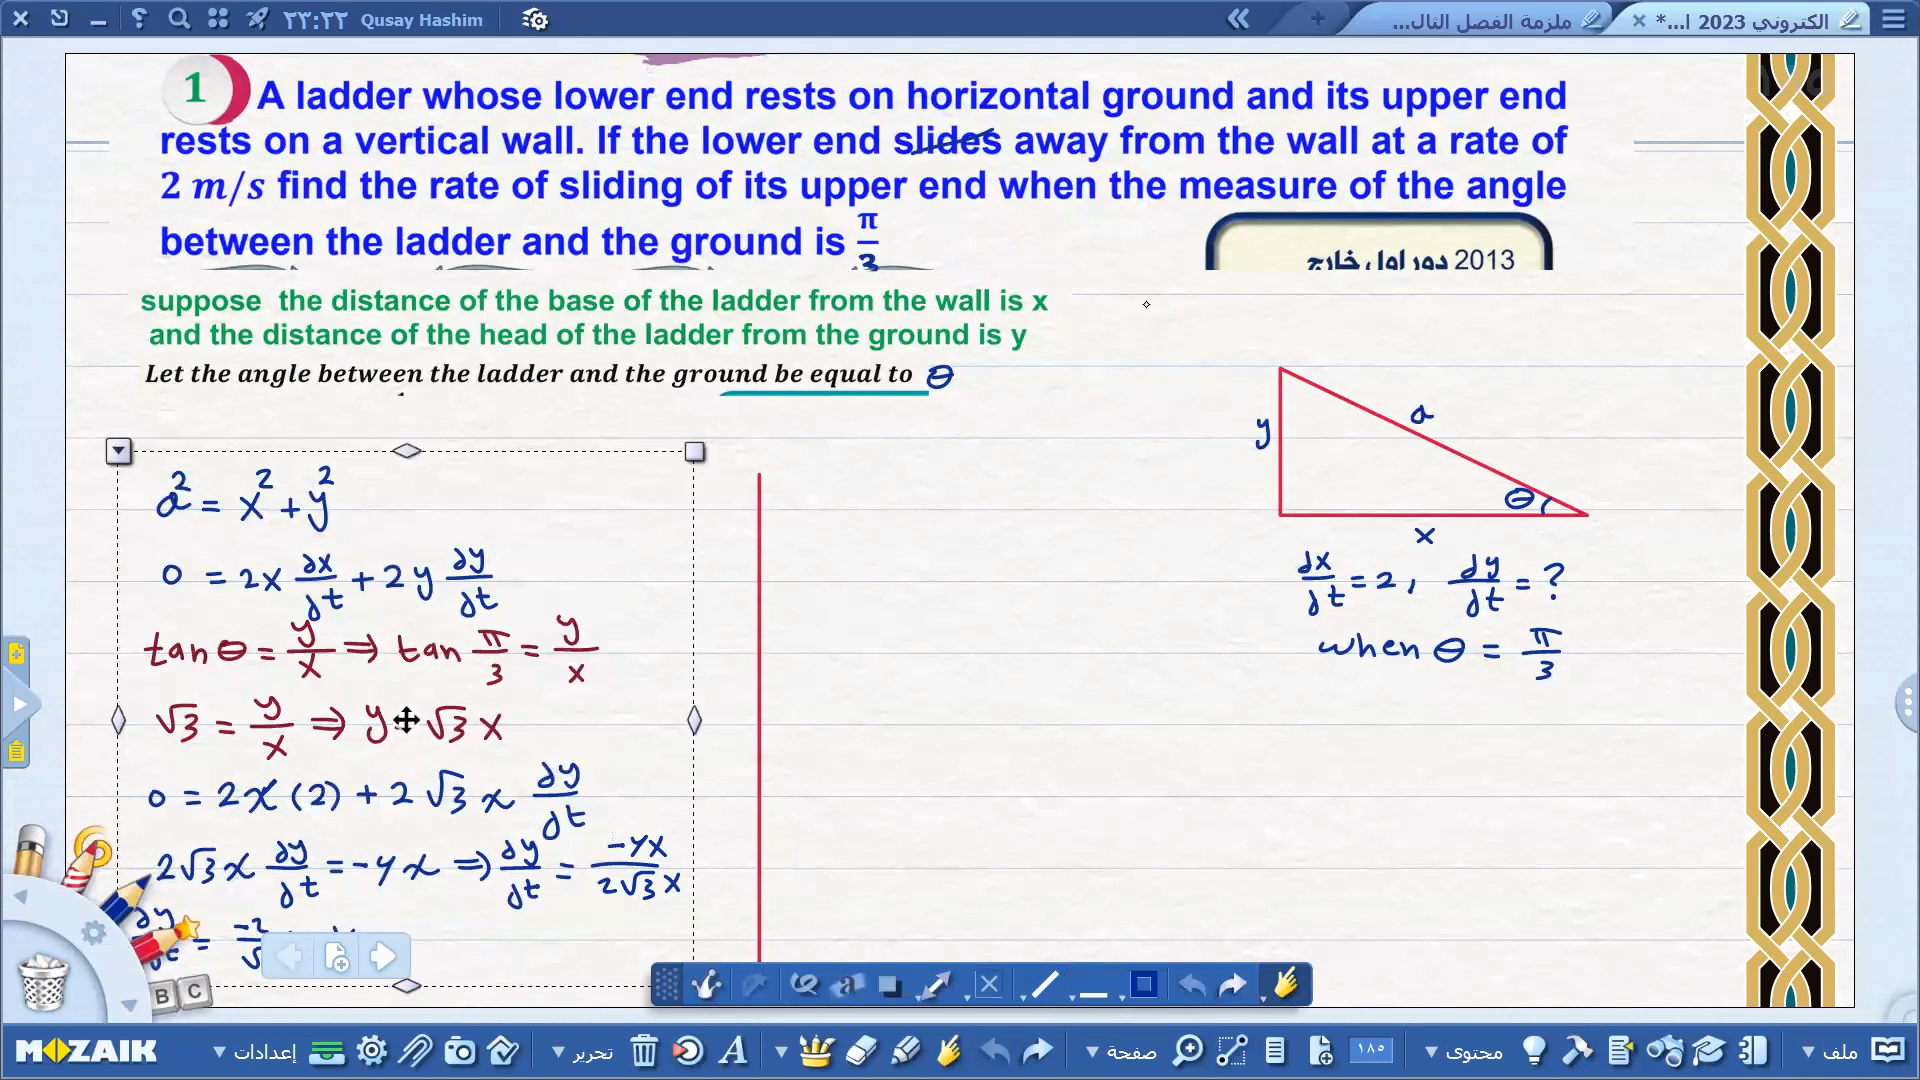 ٢٣:٢٢ Qusay Hashim
ملزمة الفصل الثال...
الكتروني 2023 ا...*
1
A ladder whose lower end rests on horizontal ground and its upper end
rests on a vertical wall. If the lower end slides away from the wall at a rate of
2 m/s find the rate of sliding of its upper end when the measure of the angle
between the ladder and the ground is π/3
2013 دور اول خارج
suppose the distance of the base of the ladder from the wall is x
and the distance of the head of the ladder from the ground is y
Let the angle between the ladder and the ground be equal to θ
a² = x² + y²
0 = 2x dx/dt + 2y dy/dt
tan θ = y/x ⇒ tan π/3 = y/x
√3 = y/x ⇒ y √3 x
0 = 2x (2) + 2√3 x dy/dt
2√3 x dy/dt = -4x ⇒ dy/dt = -4x/2√3 x
dy/dt = -2/√
y
a
θ
x
dx/dt = 2, dy/dt = ?
when θ = π/3
B C
MOZAIK
إعدادات
تحرير
صفحة
١٨٥
محتوى
ملف